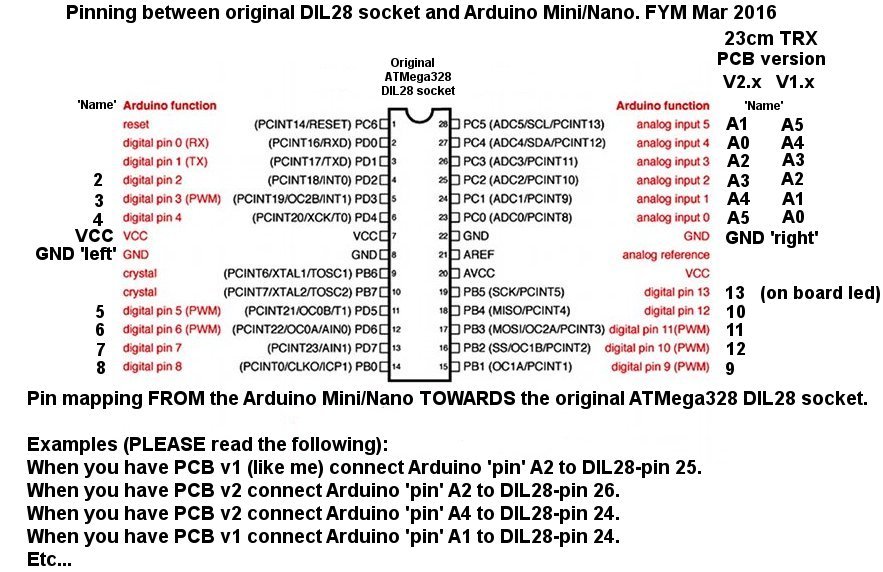 Pinning between original DIL28 socket and Arduino Mini/Nano. FYM Mar 2016
23cm TRX
PCB version
V2.x V1.x
Original
ATMega328
DIL28 socket
'Name' Arduino function Arduino function 'Name'
reset (PCINT14/RESET) PC6 1 28 PC5 (ADC5/SCL/PCINT13) analog input 5 A1 A5
digital pin 0 (RX) (PCINT16/RXD) PD0 2 27 PC4 (ADC4/SDA/PCINT12) analog input 4 A0 A4
digital pin 1 (TX) (PCINT17/TXD) PD1 3 26 PC3 (ADC3/PCINT11) analog input 3 A2 A3
2 digital pin 2 (PCINT18/INT0) PD2 4 25 PC2 (ADC2/PCINT10) analog input 2 A3 A2
3 digital pin 3 (PWM) (PCINT19/OC2B/INT1) PD3 5 24 PC1 (ADC1/PCINT9) analog input 1 A4 A1
4 digital pin 4 (PCINT20/XCK/T0) PD4 6 23 PC0 (ADC0/PCINT8) analog input 0 A5 A0
VCC VCC VCC 7 22 GND GND GND 'right'
GND 'left' GND GND 8 21 AREF analog reference
crystal (PCINT6/XTAL1/TOSC1) PB6 9 20 AVCC VCC
crystal (PCINT7/XTAL2/TOSC2) PB7 10 19 PB5 (SCK/PCINT5) digital pin 13 13 (on board led)
5 digital pin 5 (PWM) (PCINT21/OC0B/T1) PD5 11 18 PB4 (MISO/PCINT4) digital pin 12 10
6 digital pin 6 (PWM) (PCINT22/OC0A/AIN0) PD6 12 17 PB3 (MOSI/OC2A/PCINT3) digital pin 11(PWM) 11
7 digital pin 7 (PCINT23/AIN1) PD7 13 16 PB2 (SS/OC1B/PCINT2) digital pin 10 (PWM) 12
8 digital pin 8 (PCINT0/CLKO/ICP1) PB0 14 15 PB1 (OC1A/PCINT1) digital pin 9 (PWM) 9
Pin mapping FROM the Arduino Mini/Nano TOWARDS the original ATMega328 DIL28 socket.
Examples (PLEASE read the following):
When you have PCB v1 (like me) connect Arduino 'pin' A2 to DIL28-pin 25.
When you have PCB v2 connect Arduino 'pin' A2 to DIL28-pin 26.
When you have PCB v2 connect Arduino 'pin' A4 to DIL28-pin 24.
When you have PCB v1 connect Arduino 'pin' A1 to DIL28-pin 24.
Etc...